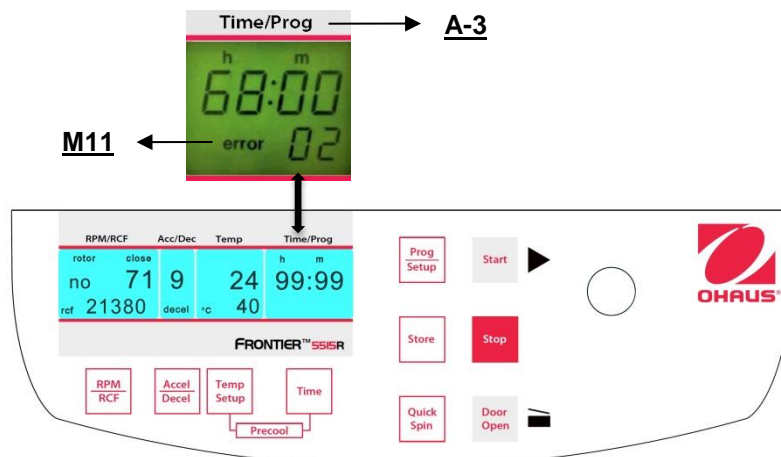 Time/Prog
A-3
h m
68:00
M11
error 02
RPM/RCF Acc/Dec Temp Time/Prog
rotor close h m
no 71 9 24 99:99
rcf 21380 decel °C 40
FRONTIER™ 5515R
RPM
RCF
Accel
Decel
Temp
Setup
Time
Precool
Prog
Setup
Start
Store
Stop
Quick
Spin
Door
Open
OHAUS®